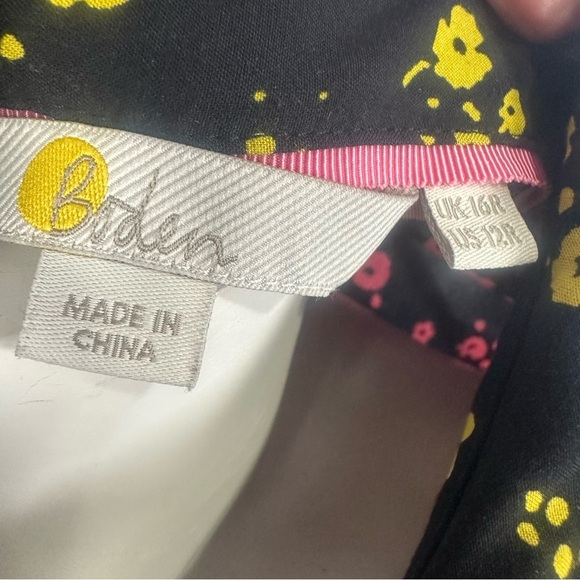 Boden
MADE IN
CHINA
UK 16R
US 12R